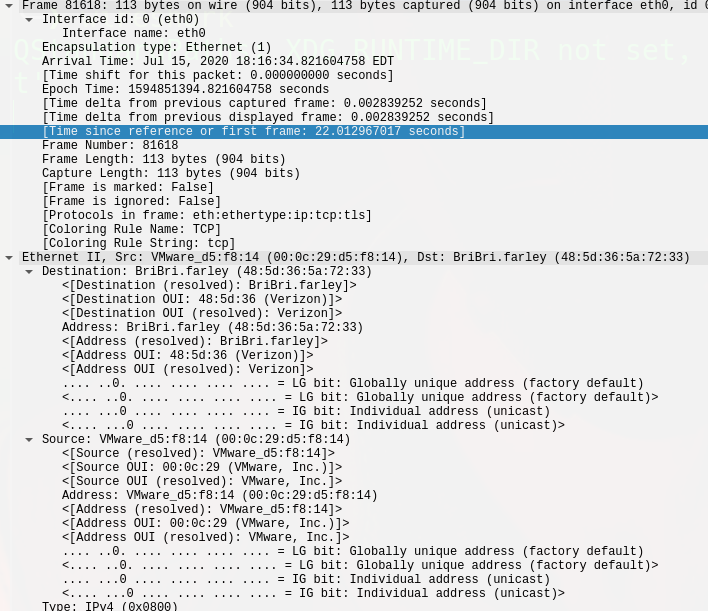 Frame 81618: 113 bytes on wire (904 bits), 113 bytes captured (904 bits) on interface eth0, id 0
Interface id: 0 (eth0)
Interface name: eth0
Encapsulation type: Ethernet (1)
Arrival Time: Jul 15, 2020 18:16:34.821604758 EDT
[Time shift for this packet: 0.000000000 seconds]
Epoch Time: 1594851394.821604758 seconds
[Time delta from previous captured frame: 0.002839252 seconds]
[Time delta from previous displayed frame: 0.002839252 seconds]
[Time since reference or first frame: 22.012967017 seconds]
Frame Number: 81618
Frame Length: 113 bytes (904 bits)
Capture Length: 113 bytes (904 bits)
[Frame is marked: False]
[Frame is ignored: False]
[Protocols in frame: eth:ethertype:ip:tcp:tls]
[Coloring Rule Name: TCP]
[Coloring Rule String: tcp]
Ethernet II, Src: VMware_d5:f8:14 (00:0c:29:d5:f8:14), Dst: BriBri.farley (48:5d:36:5a:72:33)
Destination: BriBri.farley (48:5d:36:5a:72:33)
<[Destination (resolved): BriBri.farley]>
<[Destination OUI: 48:5d:36 (Verizon)]>
<[Destination OUI (resolved): Verizon]>
Address: BriBri.farley (48:5d:36:5a:72:33)
<[Address (resolved): BriBri.farley]>
<[Address OUI: 48:5d:36 (Verizon)]>
<[Address OUI (resolved): Verizon]>
.... ..0. .... .... .... .... = LG bit: Globally unique address (factory default)
<.... ..0. .... .... .... .... = LG bit: Globally unique address (factory default)>
.... ...0 .... .... .... .... = IG bit: Individual address (unicast)
<.... ...0 .... .... .... .... = IG bit: Individual address (unicast)>
Source: VMware_d5:f8:14 (00:0c:29:d5:f8:14)
<[Source (resolved): VMware_d5:f8:14]>
<[Source OUI: 00:0c:29 (VMware, Inc.)]>
<[Source OUI (resolved): VMware, Inc.]>
Address: VMware_d5:f8:14 (00:0c:29:d5:f8:14)
<[Address (resolved): VMware_d5:f8:14]>
<[Address OUI: 00:0c:29 (VMware, Inc.)]>
<[Address OUI (resolved): VMware, Inc.]>
.... ..0. .... .... .... .... = LG bit: Globally unique address (factory default)
<.... ..0. .... .... .... .... = LG bit: Globally unique address (factory default)>
.... ...0 .... .... .... .... = IG bit: Individual address (unicast)
<.... ...0 .... .... .... .... = IG bit: Individual address (unicast)>
Type: IPv4 (0x0800)
XDG_RUNTIME_DIR not set,